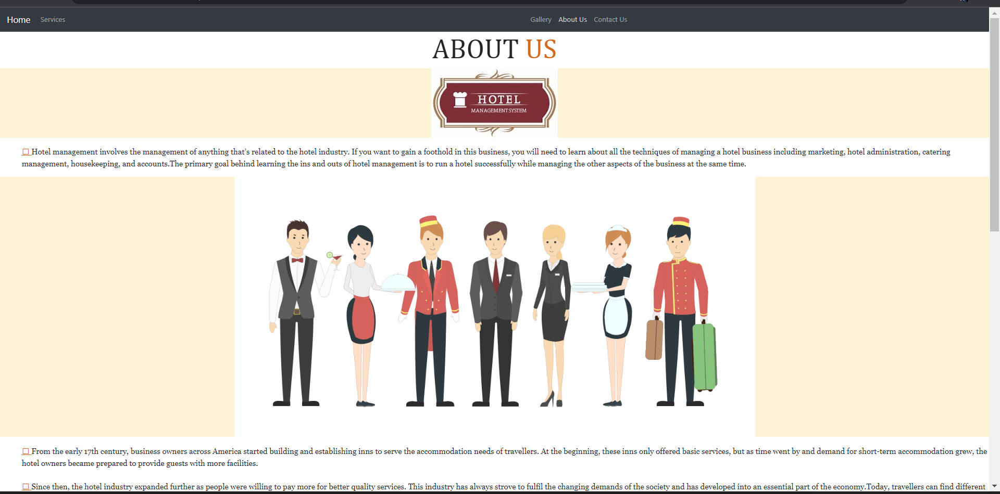 Home Services Gallery About Us Contact Us
ABOUT US
HOTEL
MANAGEMENT SYSTEM
Hotel management involves the management of anything that’s related to the hotel industry. If you want to gain a foothold in this business, you will need to learn about all the techniques of managing a hotel business including marketing, hotel administration, catering
management, housekeeping, and accounts.The primary goal behind learning the ins and outs of hotel management is to run a hotel successfully while managing the other aspects of the business at the same time.
From the early 17th century, business owners across America started building and establishing inns to serve the accommodation needs of travellers. At the beginning, these inns only offered basic services, but as time went by and demand for short-term accommodation grew, the
hotel owners became prepared to provide guests with more facilities.
Since then, the hotel industry expanded further as people were willing to pay more for better quality services. This industry has always strove to fulfil the changing demands of the society and has developed into an essential part of the economy.Today, travellers can find different